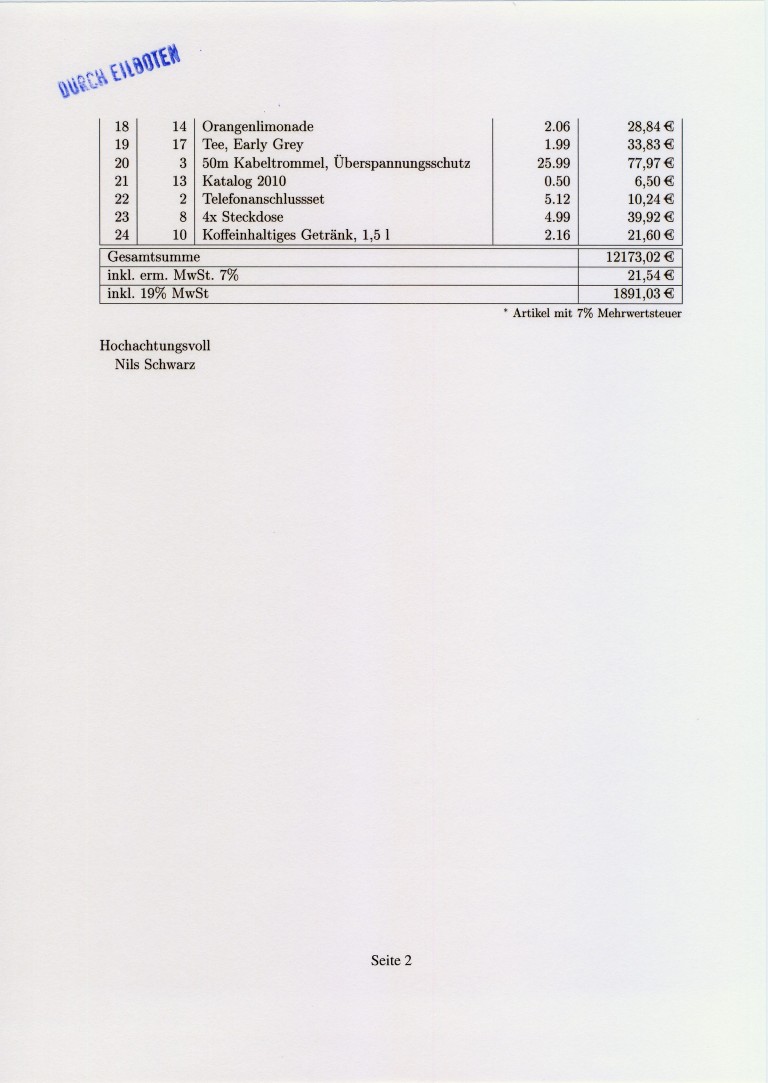 DURCH EILBOTEN
18 14 Orangenlimonade 2.06 28,84 €
19 17 Tee, Early Grey 1.99 33,83 €
20 3 50m Kabeltrommel, Überspannungsschutz 25.99 77,97 €
21 13 Katalog 2010 0.50 6,50 €
22 2 Telefonanschlussset 5.12 10,24 €
23 8 4x Steckdose 4.99 39,92 €
24 10 Koffeinhaltiges Getränk, 1,5 l 2.16 21,60 €
Gesamtsumme 12173,02 €
inkl. erm. MwSt. 7% 21,54 €
inkl. 19% MwSt 1891,03 €
* Artikel mit 7% Mehrwertsteuer
Hochachtungsvoll
Nils Schwarz
Seite 2